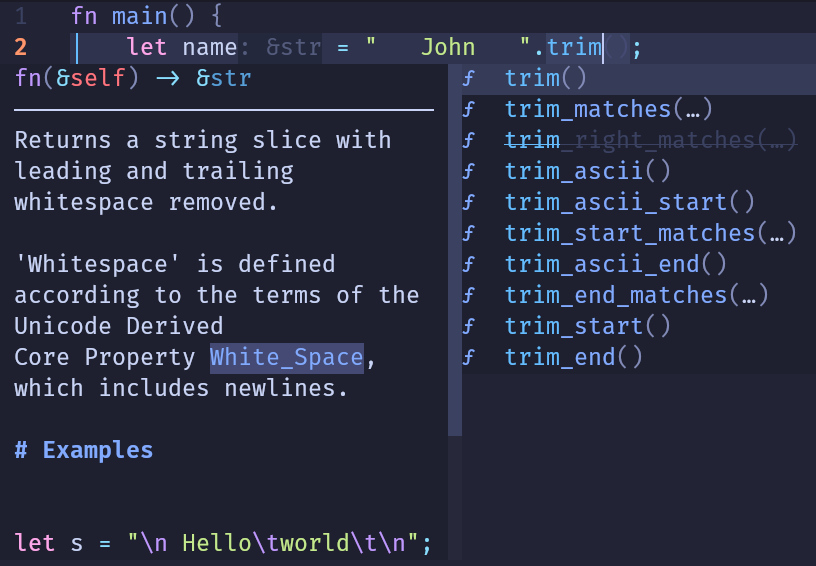 1 fn main() {
2 let name: &str = "   John   ".trim();
fn(&self) -> &str
Returns a string slice with
leading and trailing
whitespace removed.
'Whitespace' is defined
according to the terms of the
Unicode Derived
Core Property White_Space,
which includes newlines.
# Examples
let s = "\n Hello\tworld\t\n";
f trim()
f trim_matches(…)
f trim_right_matches(…)
f trim_ascii()
f trim_ascii_start()
f trim_start_matches(…)
f trim_ascii_end()
f trim_end_matches(…)
f trim_start()
f trim_end()